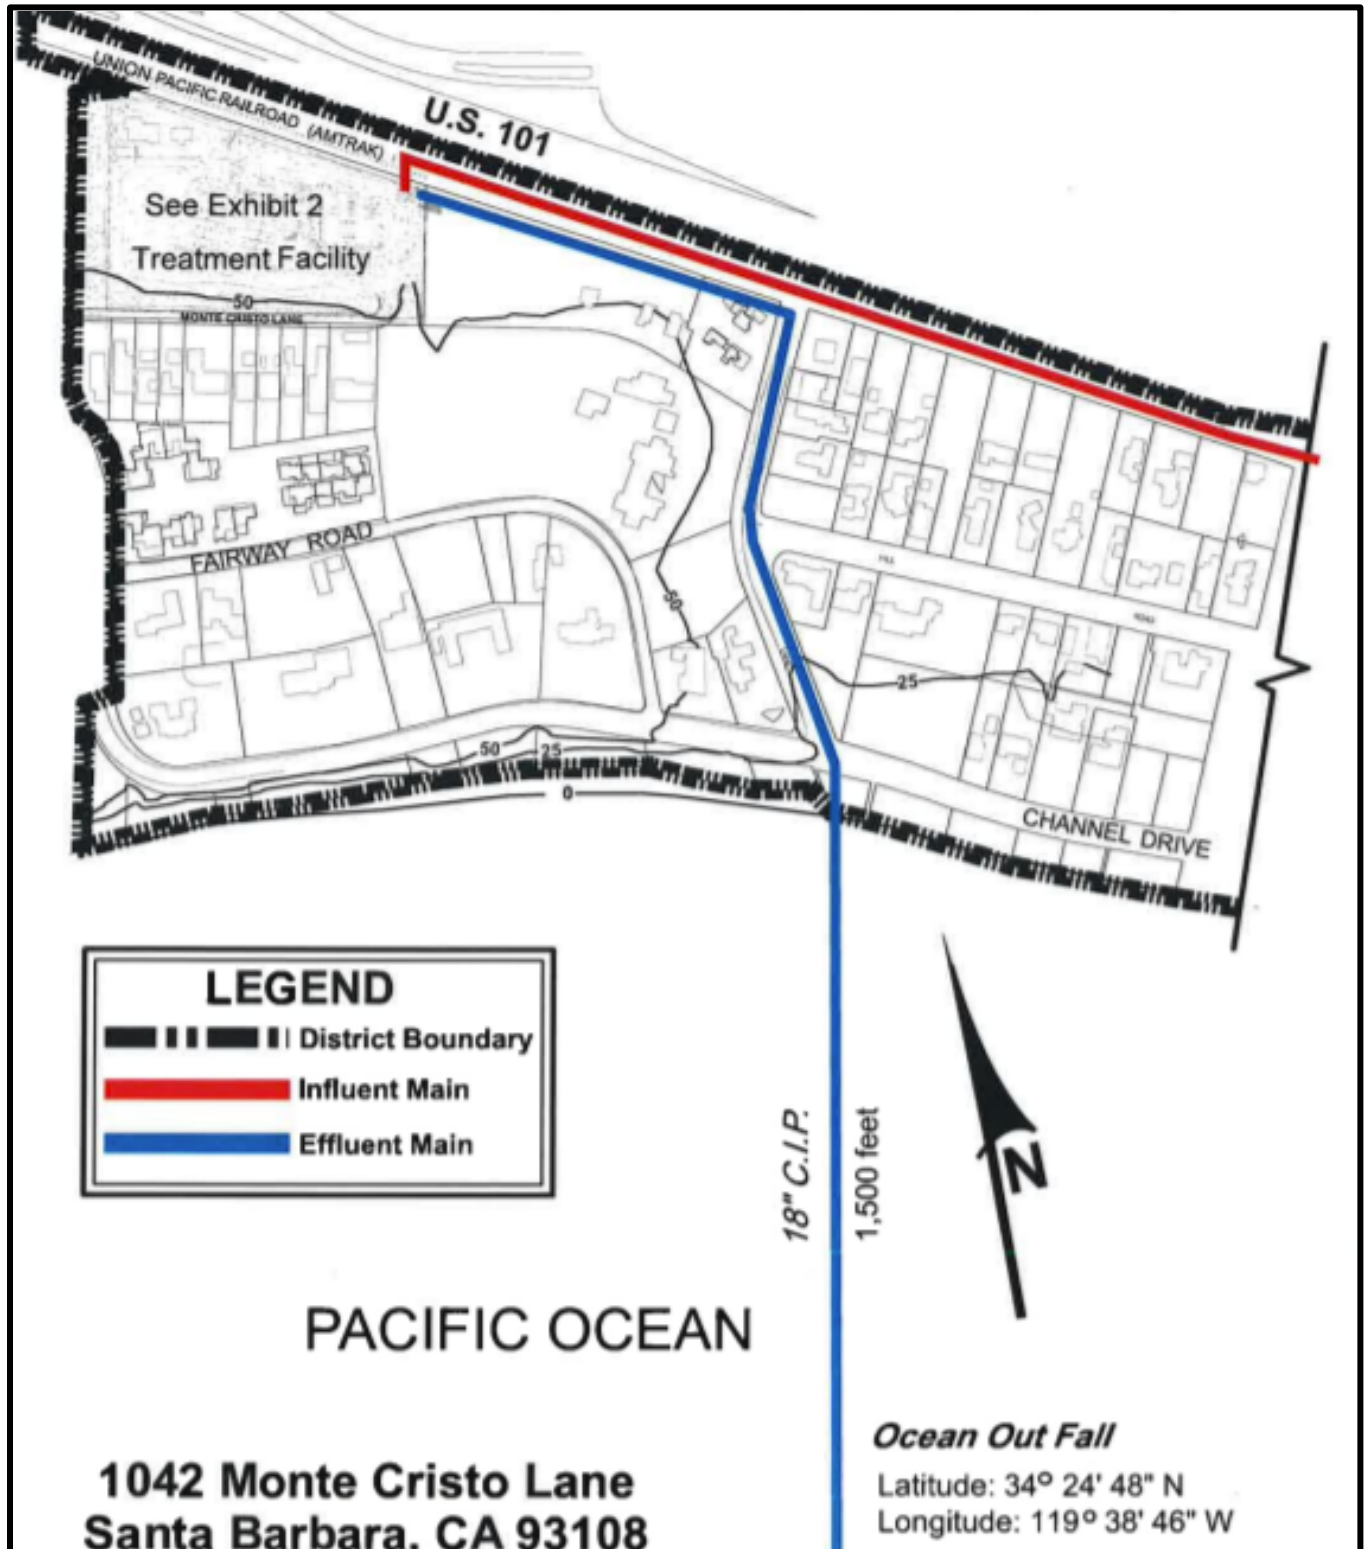 UNION PACIFIC RAILROAD (AMTRAK)
U.S. 101
See Exhibit 2
Treatment Facility
50
MONTE CRISTO LANE
FAIRWAY ROAD
HILL
ROAD
50
25
50
25
0
CHANNEL DRIVE
LEGEND
District Boundary
Influent Main
Effluent Main
18" C.I.P.
1,500 feet
N
PACIFIC OCEAN
Ocean Out Fall
Latitude: 34° 24' 48" N
Longitude: 119° 38' 46" W
1042 Monte Cristo Lane
Santa Barbara, CA 93108